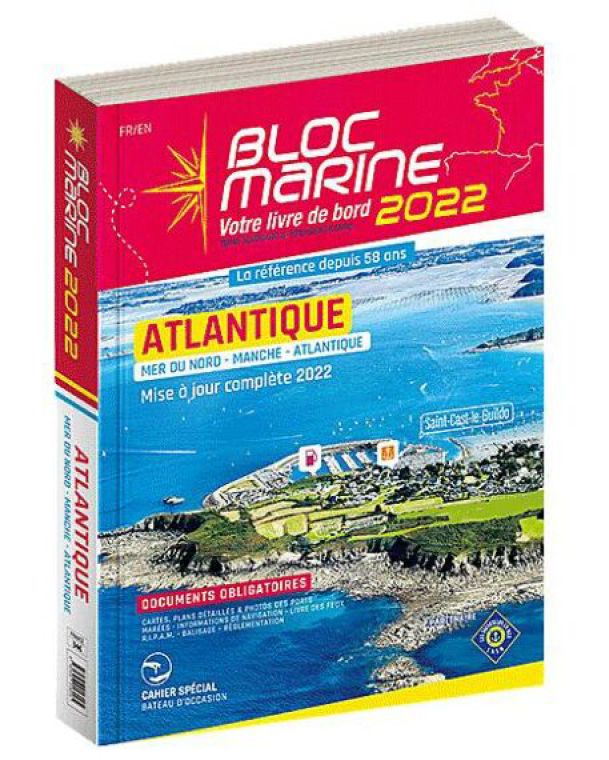 FR/EN
BLOC
MARINE
Votre livre de bord 2022
La référence depuis 58 ans
ATLANTIQUE
MER DU NORD - MANCHE - ATLANTIQUE
Mise à jour complète 2022
Saint-Cast-le-Guildo
DOCUMENTS OBLIGATOIRES
CARTES, PLANS DÉTAILLÉS & PHOTOS DES PORTS
MARÉES - INFORMATIONS DE NAVIGATION - LIVRE DES FEUX
R.I.P.A.M. - BALISAGE - RÉGLEMENTATION
PARTENAIRE
CAHIER SPÉCIAL
BATEAU D'OCCASION
BLOC
MARINE 2022
ATLANTIQUE
MER DU NORD - MANCHE - ATLANTIQUE